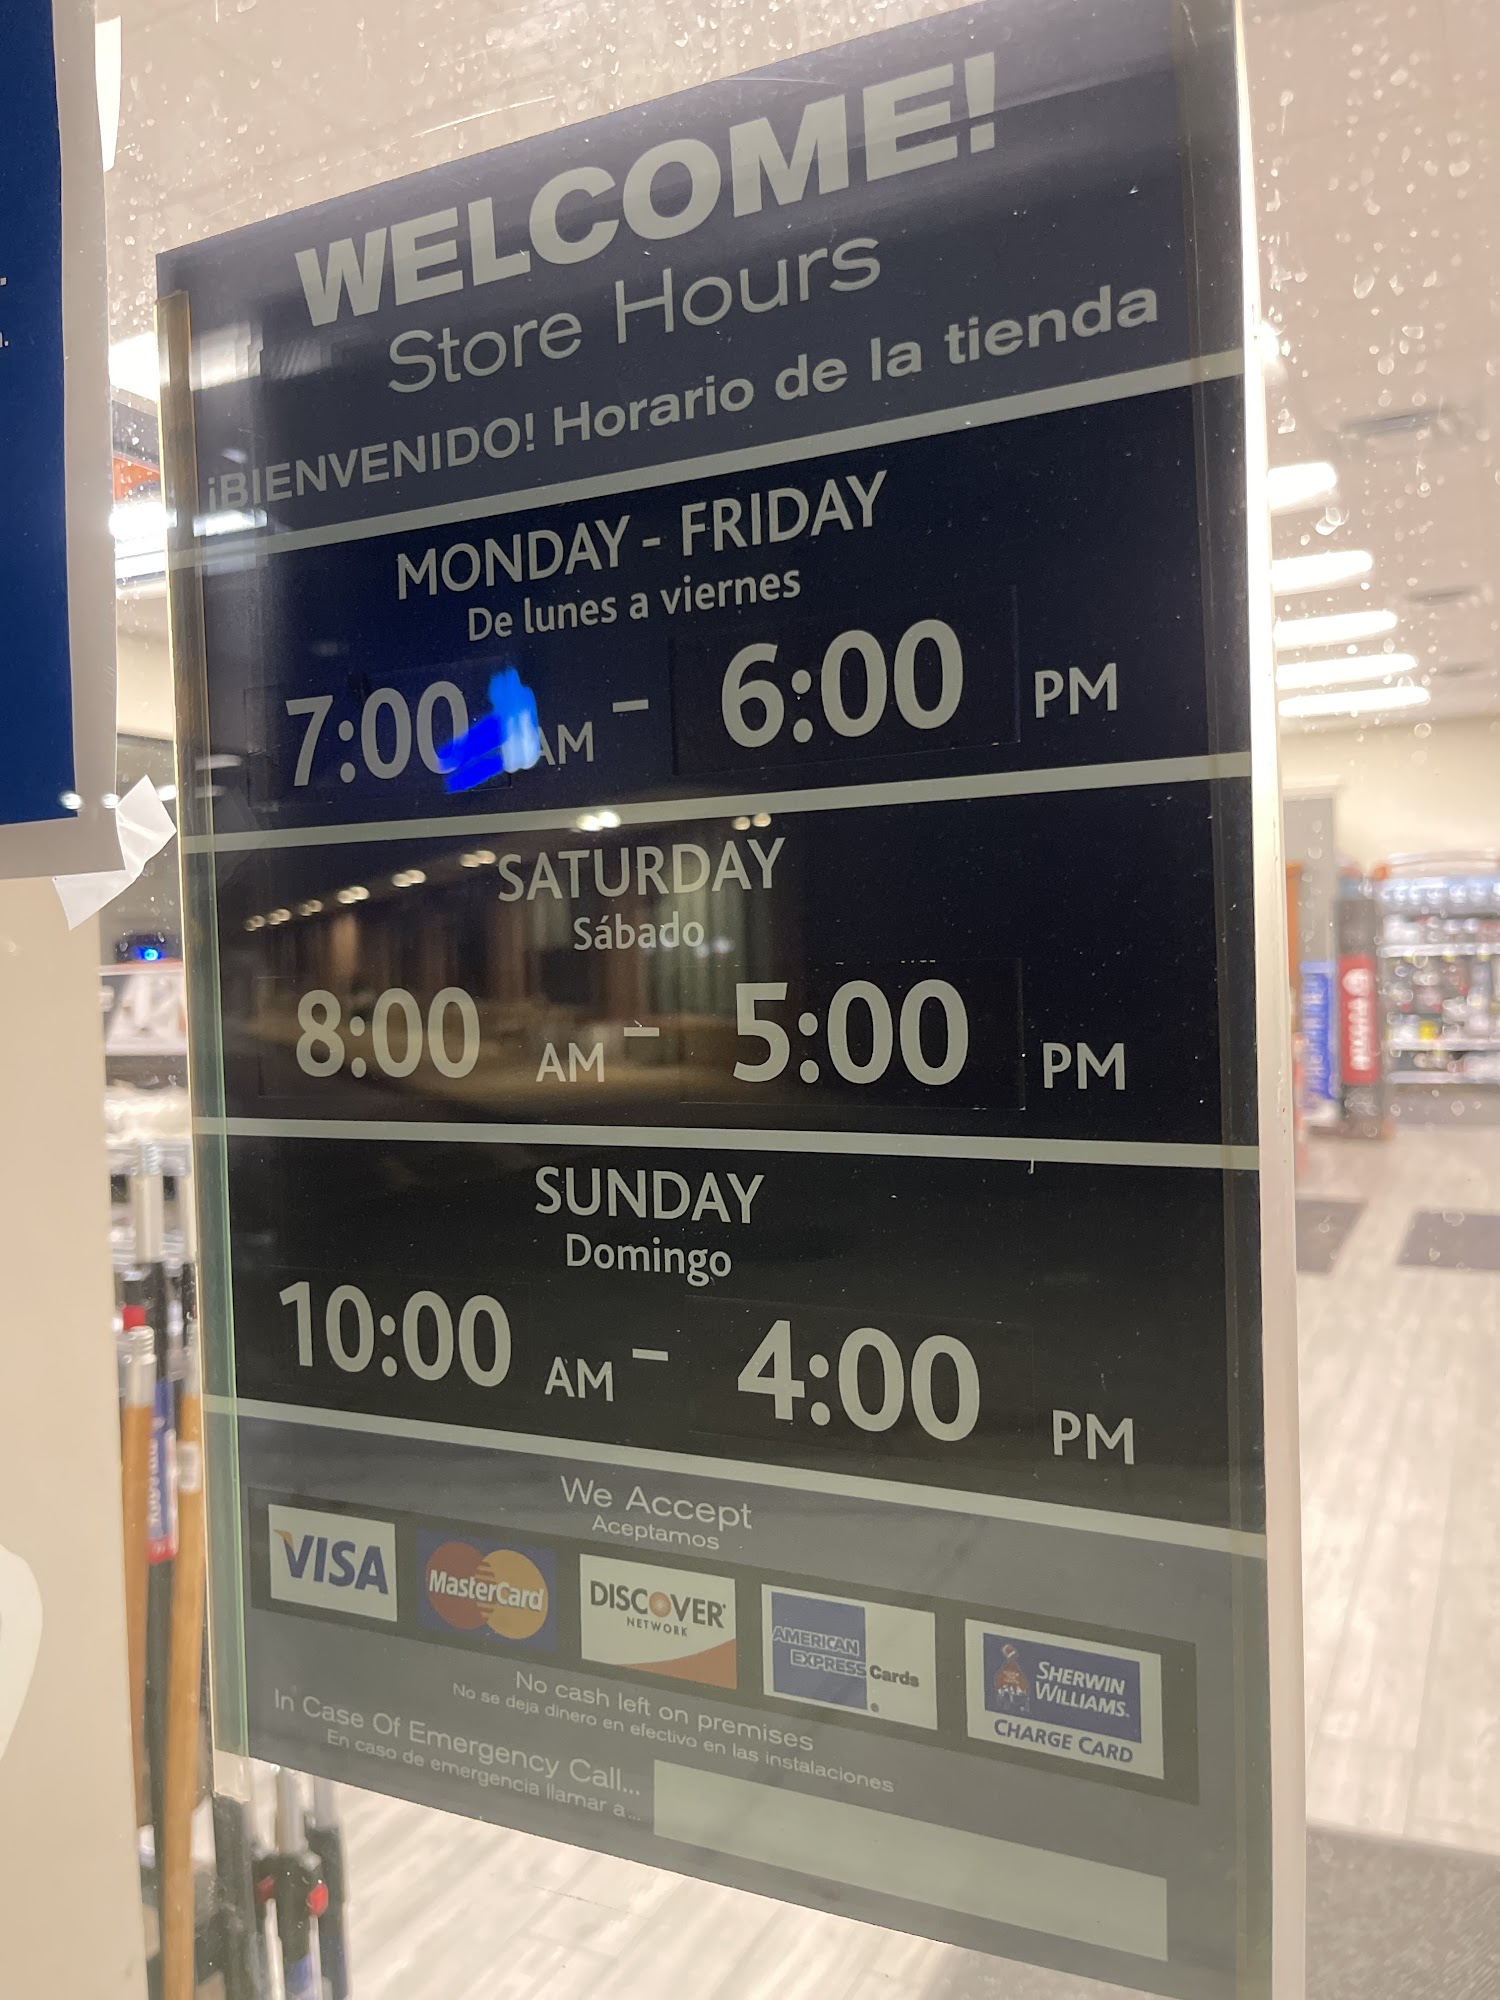 WELCOME!
Store Hours
¡BIENVENIDO! Horario de la tienda
MONDAY - FRIDAY
De lunes a viernes
7:00 AM – 6:00 PM
SATURDAY
Sábado
8:00 AM – 5:00 PM
SUNDAY
Domingo
10:00 AM – 4:00 PM
We Accept
Aceptamos
VISA
MasterCard
DISCOVER
NETWORK
AMERICAN
EXPRESS Cards
SHERWIN
WILLIAMS.
CHARGE CARD
No cash left on premises
No se deja dinero en efectivo en las instalaciones
In Case Of Emergency Call...
En caso de emergencia llamar a...